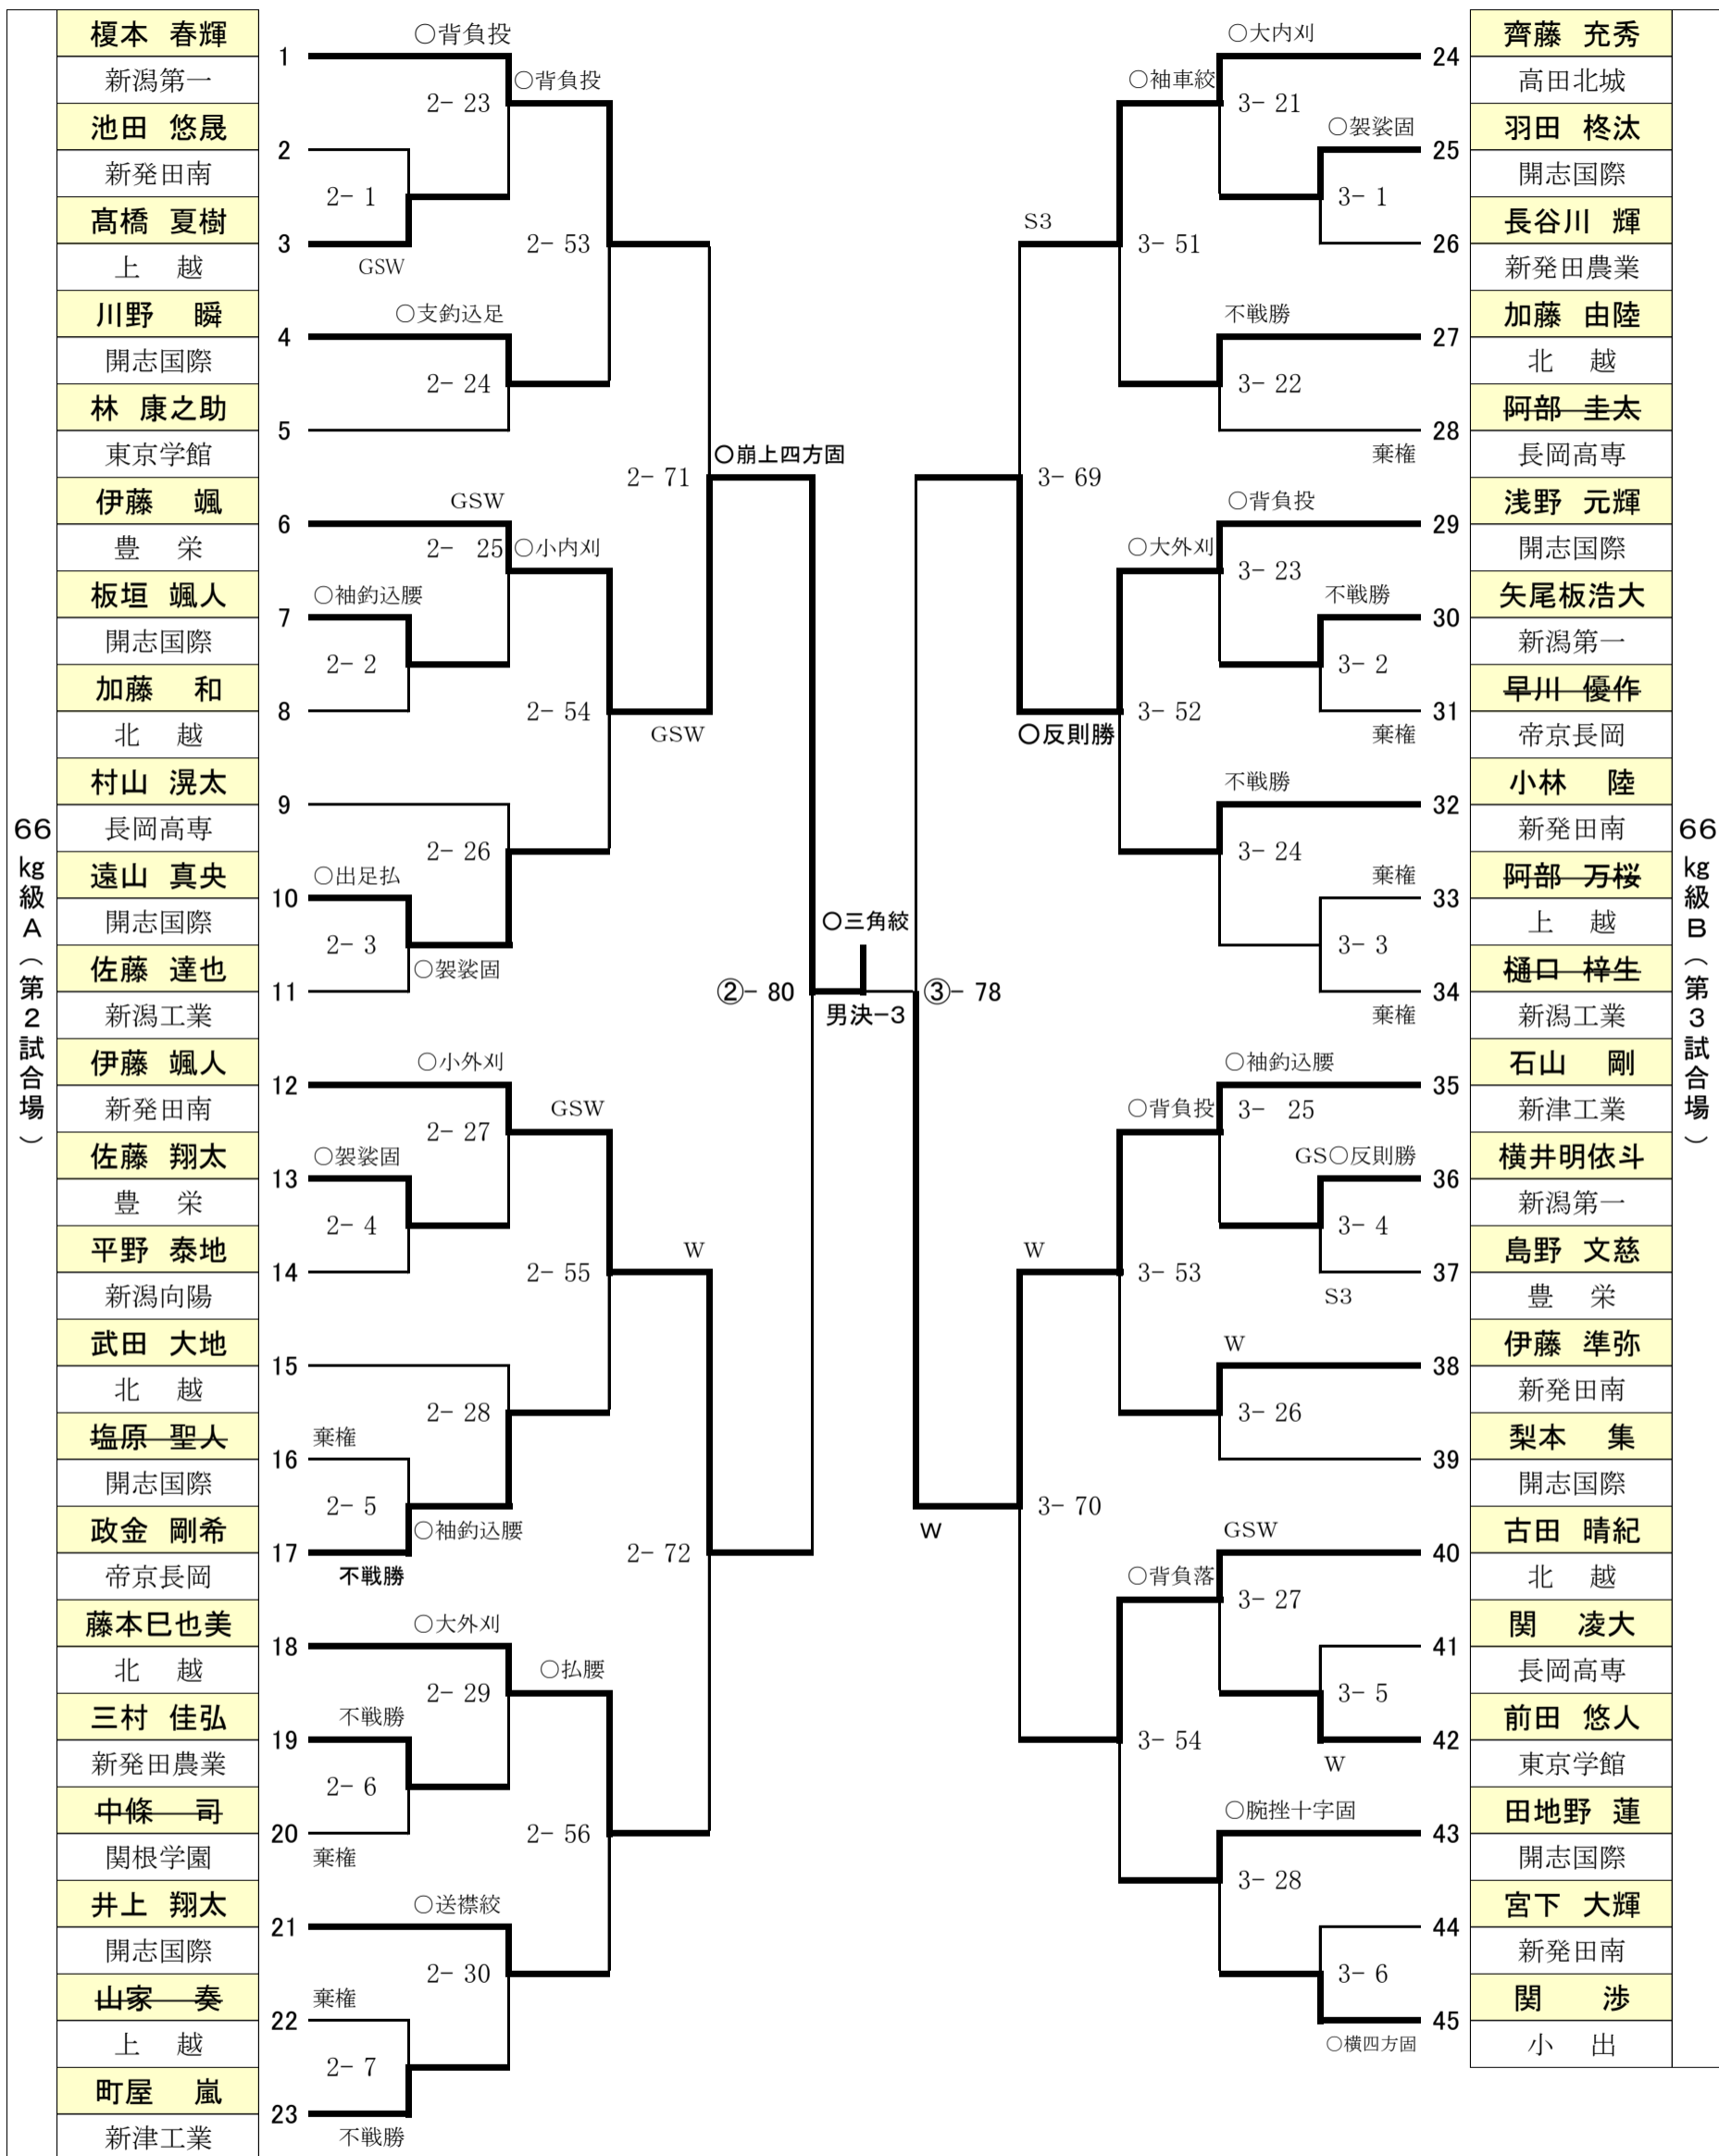 66kg級A（第2試合場）
榎本 春輝 1 ○背負投
新潟第一
2- 23 ○背負投
池田 悠晟 2
新発田南
2- 1
髙橋 夏樹 3 GSW
上 越
2- 53
川野 瞬 4 ○支釣込足
開志国際
2- 24
林 康之助 5
東京学館
2- 71 ○崩上四方固
伊藤 颯 6 GSW
豊 栄
2- 25 ○小内刈
板垣 颯人 7 ○袖釣込腰
開志国際
2- 2
加藤 和 8
北 越
2- 54 GSW
村山 滉太 9
長岡高専
2- 26
遠山 真央 10 ○出足払
開志国際
2- 3 ○袈裟固
佐藤 達也 11
新潟工業
②- 80
伊藤 颯人 12 ○小外刈
新発田南
2- 27 GSW
佐藤 翔太 13 ○袈裟固
豊 栄
2- 4
平野 泰地 14
新潟向陽
2- 55 W
武田 大地 15
北 越
2- 28
塩原 聖人 16 棄権
開志国際
2- 5 ○袖釣込腰
政金 剛希 17 不戦勝
帝京長岡
2- 72
藤本巳也美 18 ○大外刈
北 越
2- 29 ○払腰
三村 佳弘 19 不戦勝
新発田農業
2- 6
中條 司 20 棄権
関根学園
2- 56
井上 翔太 21 ○送襟絞
開志国際
2- 30
山家 奏 22 棄権
上 越
2- 7
町屋 嵐 23 不戦勝
新津工業
○三角絞
男決-3
○大内刈 24 齊藤 充秀
高田北城
○袖車絞 3- 21
○袈裟固 25 羽田 柊汰
開志国際
3- 1
26 長谷川 輝
新発田農業
S3 3- 51
不戦勝 27 加藤 由陸
北 越
3- 22
28 阿部 圭太
棄権 長岡高専
3- 69
○背負投 29 浅野 元輝
開志国際
○大外刈 3- 23
不戦勝 30 矢尾板浩大
新潟第一
3- 2
31 早川 優作
棄権 帝京長岡
○反則勝 3- 52
不戦勝 32 小林 陸
新発田南
3- 24
棄権 33 阿部 万桜
上 越
3- 3
34 樋口 梓生
棄権 新潟工業
③- 78
○袖釣込腰 35 石山 剛
新津工業
○背負投 3- 25
GS○反則勝 36 横井明依斗
新潟第一
3- 4
37 島野 文慈
S3 豊 栄
W 3- 53
W 38 伊藤 準弥
新発田南
3- 26
39 梨本 集
開志国際
W 3- 70
GSW 40 古田 晴紀
北 越
○背負落 3- 27
41 関 凌大
長岡高専
3- 5
42 前田 悠人
W 東京学館
3- 54
○腕挫十字固 43 田地野 蓮
開志国際
3- 28
44 宮下 大輝
新発田南
3- 6
45 関 渉
○横四方固 小 出
66kg級B（第3試合場）